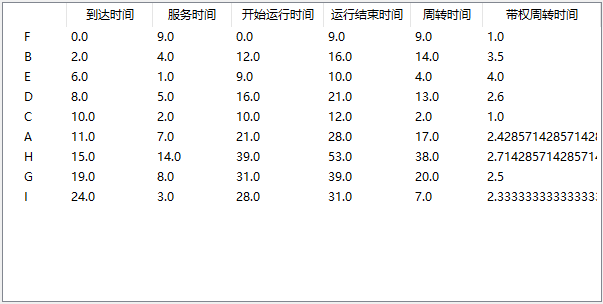 到达时间 服务时间 开始运行时间 运行结束时间 周转时间 带权周转时间
F 0.0 9.0 0.0 9.0 9.0 1.0
B 2.0 4.0 12.0 16.0 14.0 3.5
E 6.0 1.0 9.0 10.0 4.0 4.0
D 8.0 5.0 16.0 21.0 13.0 2.6
C 10.0 2.0 10.0 12.0 2.0 1.0
A 11.0 7.0 21.0 28.0 17.0 2.428571428571428
H 15.0 14.0 39.0 53.0 38.0 2.714285714285714
G 19.0 8.0 31.0 39.0 20.0 2.5
I 24.0 3.0 28.0 31.0 7.0 2.333333333333333